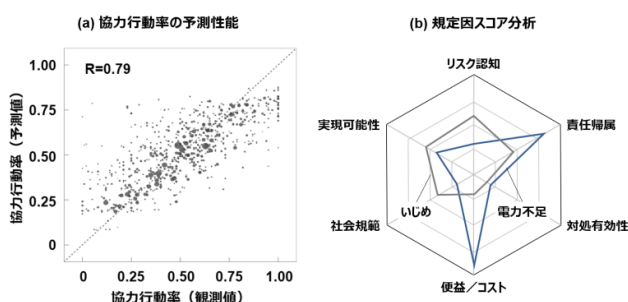 (a) 協力行動率の予測性能
R=0.79
協力行動率（予測値）
1.00
0.75
0.50
0.25
0
0 0.25 0.50 0.75 1.00
協力行動率（観測値）
(b) 規定因スコア分析
リスク認知
実現可能性
責任帰属
いじめ
電力不足
社会規範
対処有効性
便益／コスト